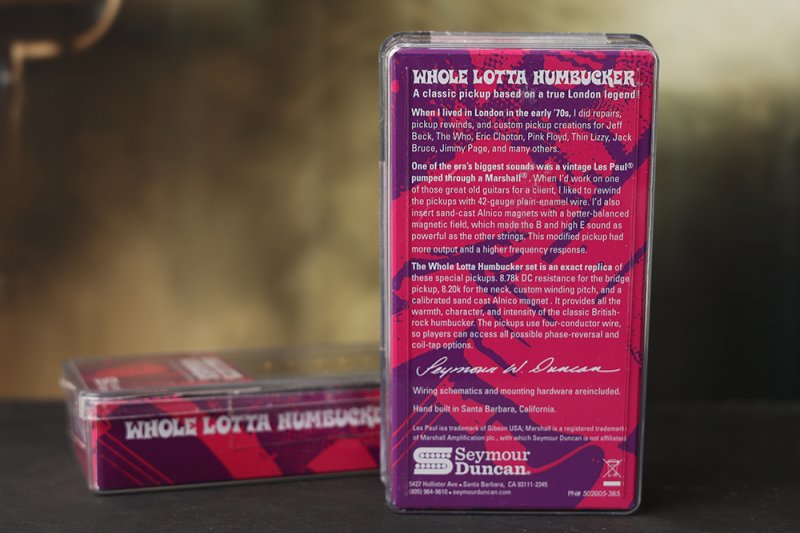 WHOLE LOTTA HUMBUCKER
A classic pickup based on a true London legend
When I lived in London in the early '70s, I did repairs,
pickup rewinds, and custom pickup creations for Jeff
Beck, The Who, Eric Clapton, Pink Floyd, Thin Lizzy, Jack
Bruce, Jimmy Page, and many others.
One of the era's biggest sounds was a vintage Les Paul®
pumped through a Marshall®. When I'd work on one
of those great old guitars for a client, I liked to rewind
the pickups with 42-gauge plain-enamel wire. I'd also
insert sand-cast Alnico magnets with a better-balanced
magnetic field, which made the B and high E sound as
powerful as the other strings. This modified pickup had
more output and a higher frequency response.
The Whole Lotta Humbucker set is an exact replica of
these special pickups. 8.78k DC resistance for the bridge
pickup, 8.20k for the neck, custom winding pitch, and a
calibrated sand cast Alnico magnet . It provides all the
warmth, character, and intensity of the classic British-
rock humbucker. The pickups use four-conductor wire,
so players can access all possible phase-reversal and
coil-tap options.
Seymour W. Duncan
Wiring schematics and mounting hardware areincluded.
Hand built in Santa Barbara, California.
Les Paul isa trademark of Gibson USA; Marshall is a registered trademark
of Marshall Amplification plc., with which Seymour Duncan is not affiliated
Seymour
Duncan®
5427 Hollister Ave • Santa Barbara, CA 93111-2345
(805) 964-9610 • seymourduncan.com
PN# 502005-385
WHOLE LOTTA HUMBUCKE